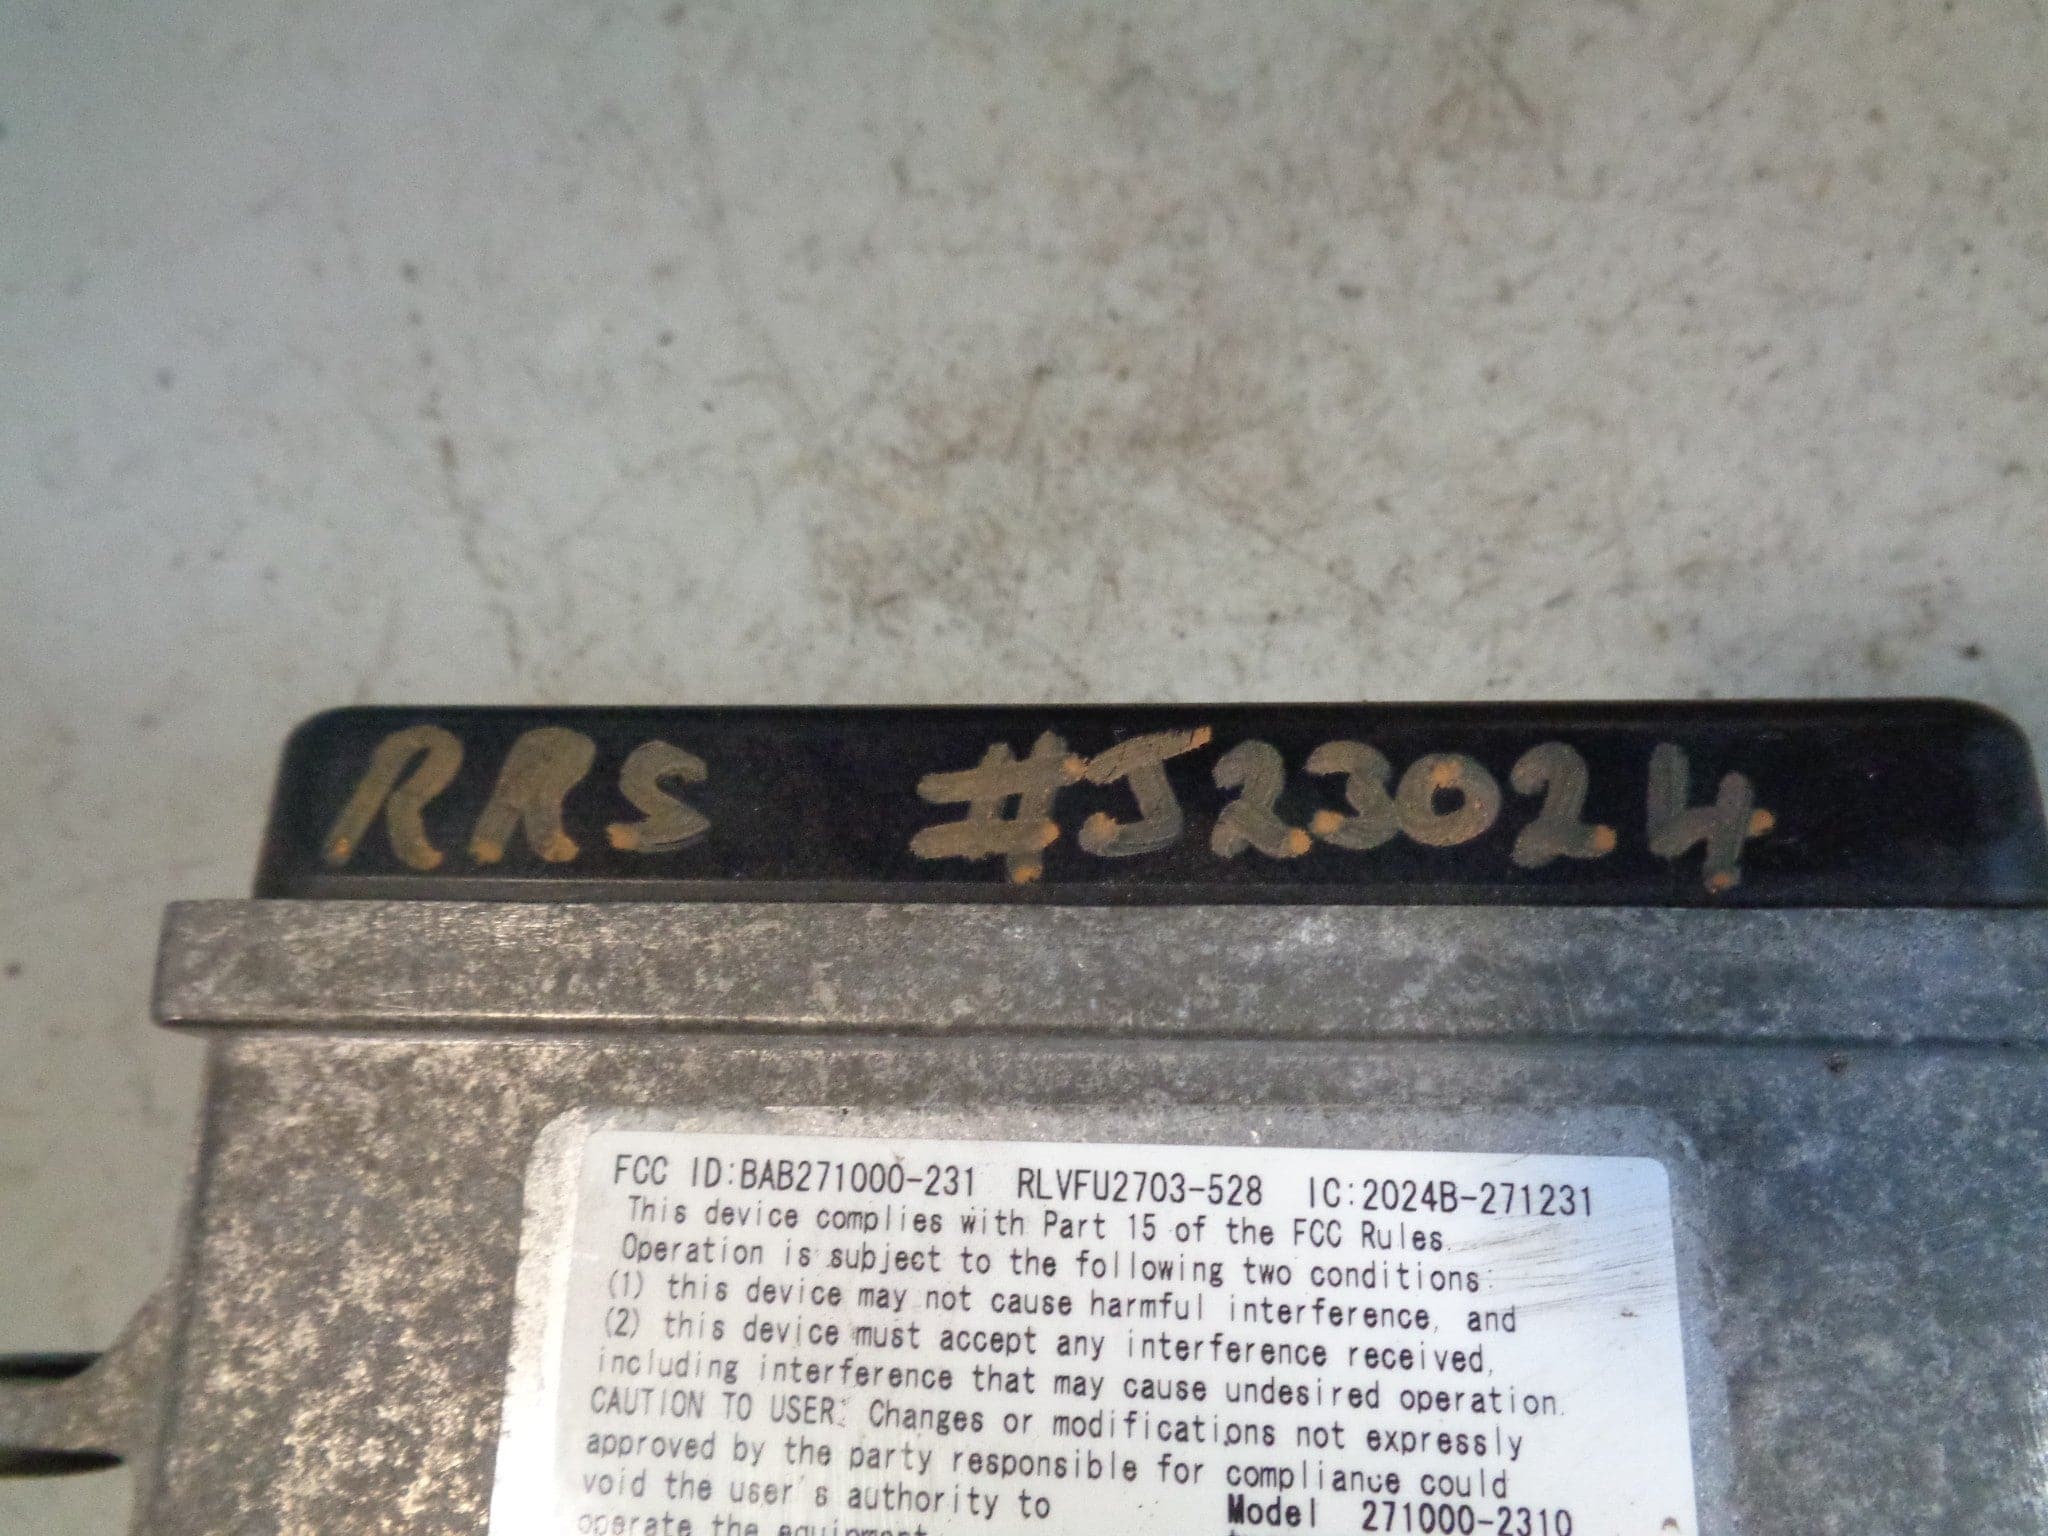 RRS #J23024
FCC ID:BAB271000-231 RLVFU2703-528 IC:2024B-271231
This device complies with Part 15 of the FCC Rules.
Operation is subject to the following two conditions:
(1) this device may not cause harmful interference, and
(2) this device must accept any interference received,
including interference that may cause undesired operation.
CAUTION TO USER: Changes or modifications not expressly
approved by the party responsible for compliance could
void the user's authority to
Model 271000-2310
operate the equipment